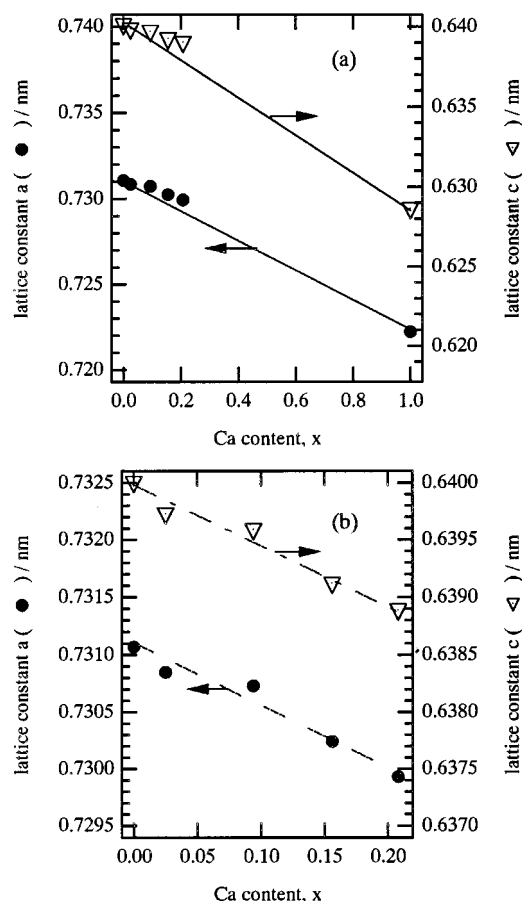 (a)
lattice constant a ( ● ) / nm
0.740
0.735
0.730
0.725
0.720
lattice constant c ( ▽ ) / nm
0.640
0.635
0.630
0.625
0.620
0.0 0.2 0.4 0.6 0.8 1.0
Ca content, x
(b)
lattice constant a ( ● ) / nm
0.7325
0.7320
0.7315
0.7310
0.7305
0.7300
0.7295
lattice constant c ( ▽ ) / nm
0.6400
0.6395
0.6390
0.6385
0.6380
0.6375
0.6370
0.00 0.05 0.10 0.15 0.20
Ca content, x